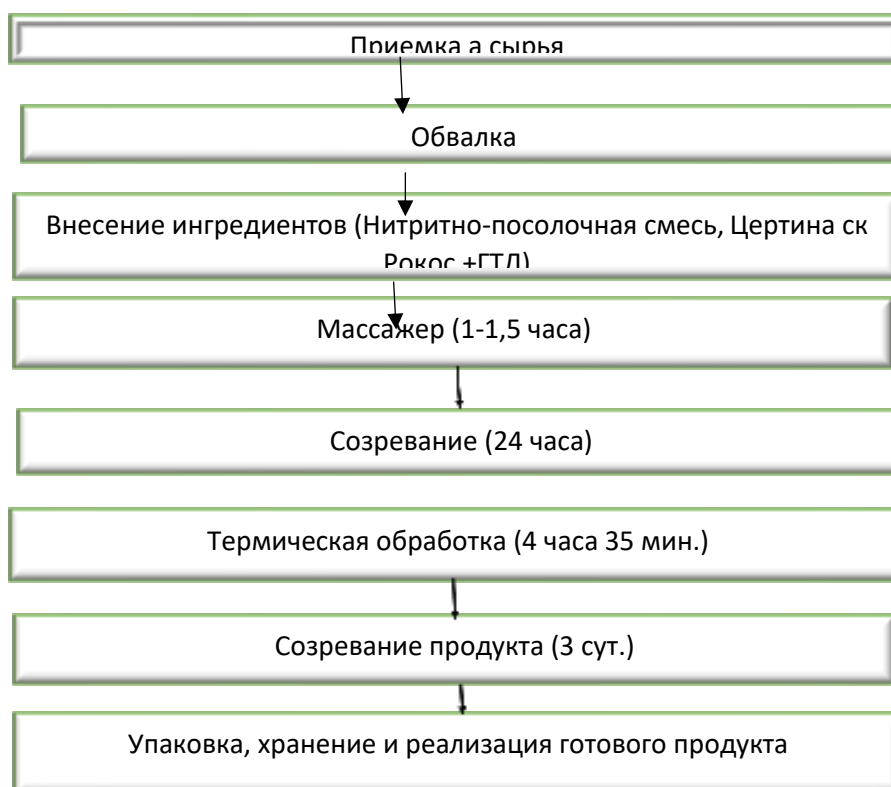 Приемка а сырья
Обвалка
Внесение ингредиентов (Нитритно-посолочная смесь, Цертина ск
Рокос +ГТЛ)
Массажер (1-1,5 часа)
Созревание (24 часа)
Термическая обработка (4 часа 35 мин.)
Созревание продукта (3 сут.)
Упаковка, хранение и реализация готового продукта